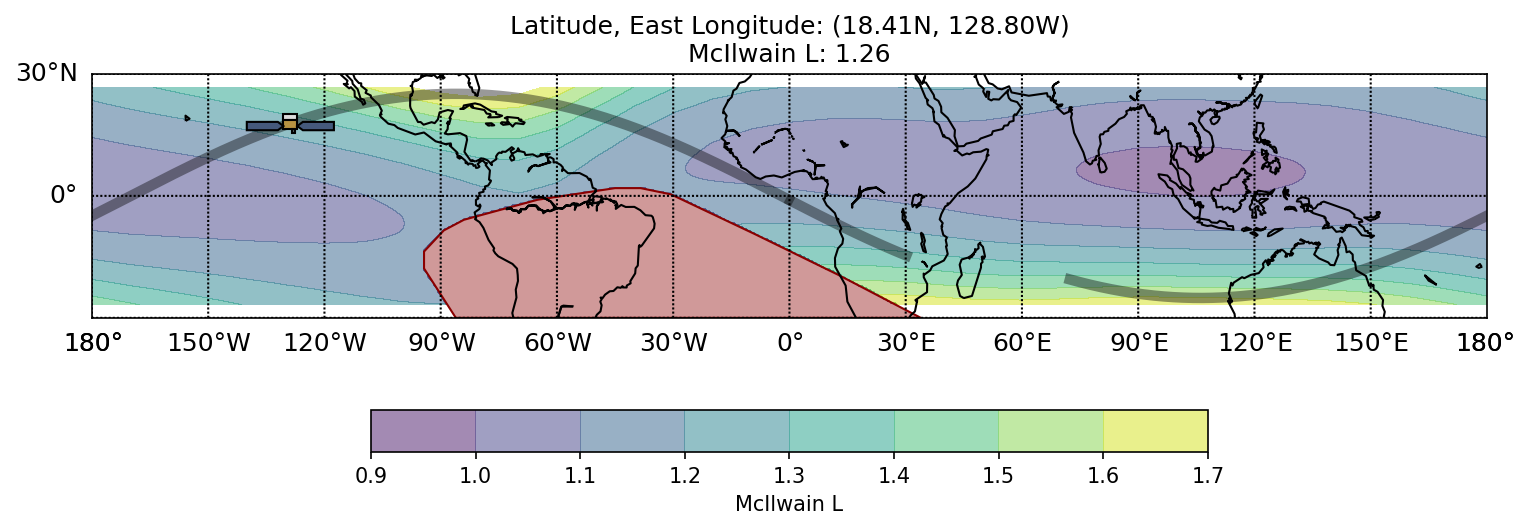 Latitude, East Longitude: (18.41N, 128.80W)
McIlwain L: 1.26
30°N
0°
180° 150°W 120°W 90°W 60°W 30°W 0° 30°E 60°E 90°E 120°E 150°E 180°
0.9 1.0 1.1 1.2 1.3 1.4 1.5 1.6 1.7
McIlwain L